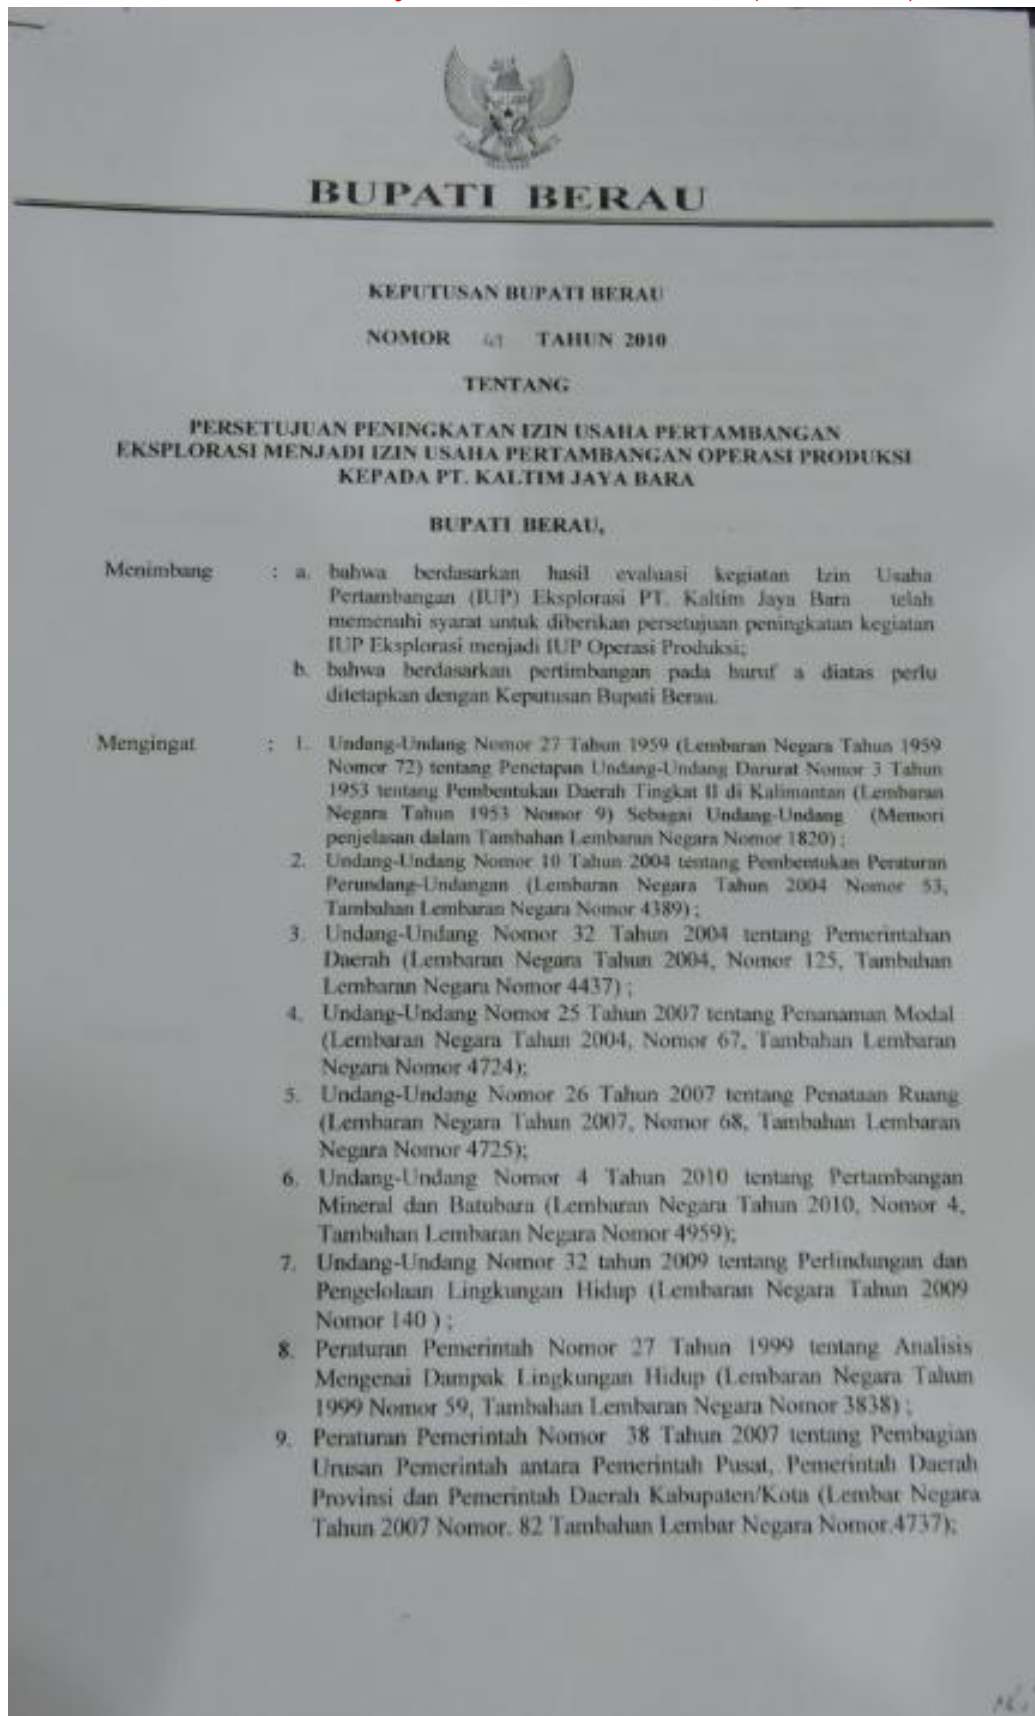 BUPATI BERAU
KEPUTUSAN BUPATI BERAU
NOMOR TAHUN 2010
TENTANG
PERSETUJUAN PENINGKATAN IZIN USAHA PERTAMBANGAN
EKSPLORASI MENJADI IZIN USAHA PERTAMBANGAN OPERASI PRODUKSI
KEPADA PT. KALTIM JAYA BARA
BUPATI BERAU,
Menimbang : a. bahwa berdasarkan hasil evaluasi kegiatan Izin Usaha
Pertambangan (IUP) Eksplorasi PT. Kaltim Jaya Bara telah
memenuhi syarat untuk diberikan persetujuan peningkatan kegiatan
IUP Eksplorasi menjadi IUP Operasi Produksi;
b. bahwa berdasarkan pertimbangan pada huruf a diatas perlu
ditetapkan dengan Keputusan Bupati Berau.
Mengingat : 1. Undang-Undang Nomor 27 Tahun 1959 (Lembaran Negara Tahun 1959
Nomor 72) tentang Penetapan Undang-Undang Darurat Nomor 3 Tahun
1953 tentang Pembentukan Daerah Tingkat II di Kalimantan (Lembaran
Negara Tahun 1953 Nomor 9) Sebagai Undang-Undang (Memori
penjelasan dalam Tambahan Lembaran Negara Nomor 1820) ;
2. Undang-Undang Nomor 10 Tahun 2004 tentang Pembentukan Peraturan
Perundang-Undangan (Lembaran Negara Tahun 2004 Nomor 53,
Tambahan Lembaran Negara Nomor 4389) ;
3. Undang-Undang Nomor 32 Tahun 2004 tentang Pemerintahan
Daerah (Lembaran Negara Tahun 2004, Nomor 125, Tambahan
Lembaran Negara Nomor 4437) ;
4. Undang-Undang Nomor 25 Tahun 2007 tentang Penanaman Modal
(Lembaran Negara Tahun 2004, Nomor 67, Tambahan Lembaran
Negara Nomor 4724);
5. Undang-Undang Nomor 26 Tahun 2007 tentang Penataan Ruang
(Lembaran Negara Tahun 2007, Nomor 68, Tambahan Lembaran
Negara Nomor 4725);
6. Undang-Undang Nomor 4 Tahun 2010 tentang Pertambangan
Mineral dan Batubara (Lembaran Negara Tahun 2010, Nomor 4,
Tambahan Lembaran Negara Nomor 4959);
7. Undang-Undang Nomor 32 tahun 2009 tentang Perlindungan dan
Pengelolaan Lingkungan Hidup (Lembaran Negara Tahun 2009
Nomor 140 ) ;
8. Peraturan Pemerintah Nomor 27 Tahun 1999 tentang Analisis
Mengenai Dampak Lingkungan Hidup (Lembaran Negara Tahun
1999 Nomor 59, Tambahan Lembaran Negara Nomor 3838) ;
9. Peraturan Pemerintah Nomor 38 Tahun 2007 tentang Pembagian
Urusan Pemerintah antara Pemerintah Pusat, Pemerintah Daerah
Provinsi dan Pemerintah Daerah Kabupaten/Kota (Lembar Negara
Tahun 2007 Nomor. 82 Tambahan Lembar Negara Nomor.4737);